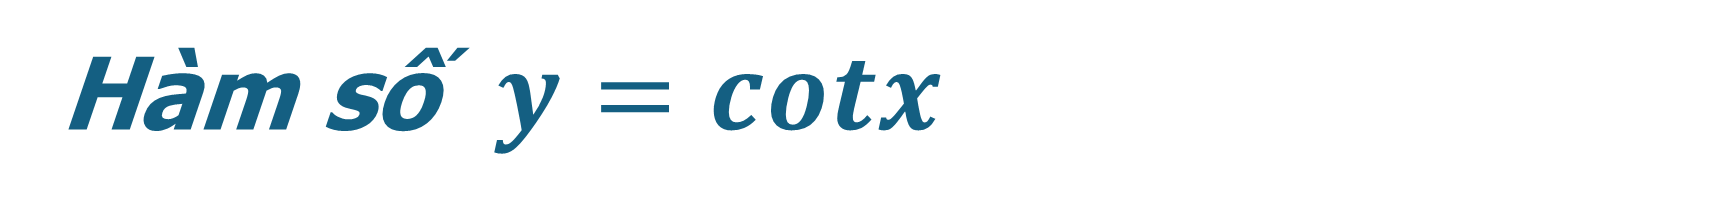 Hàm số y = cotx